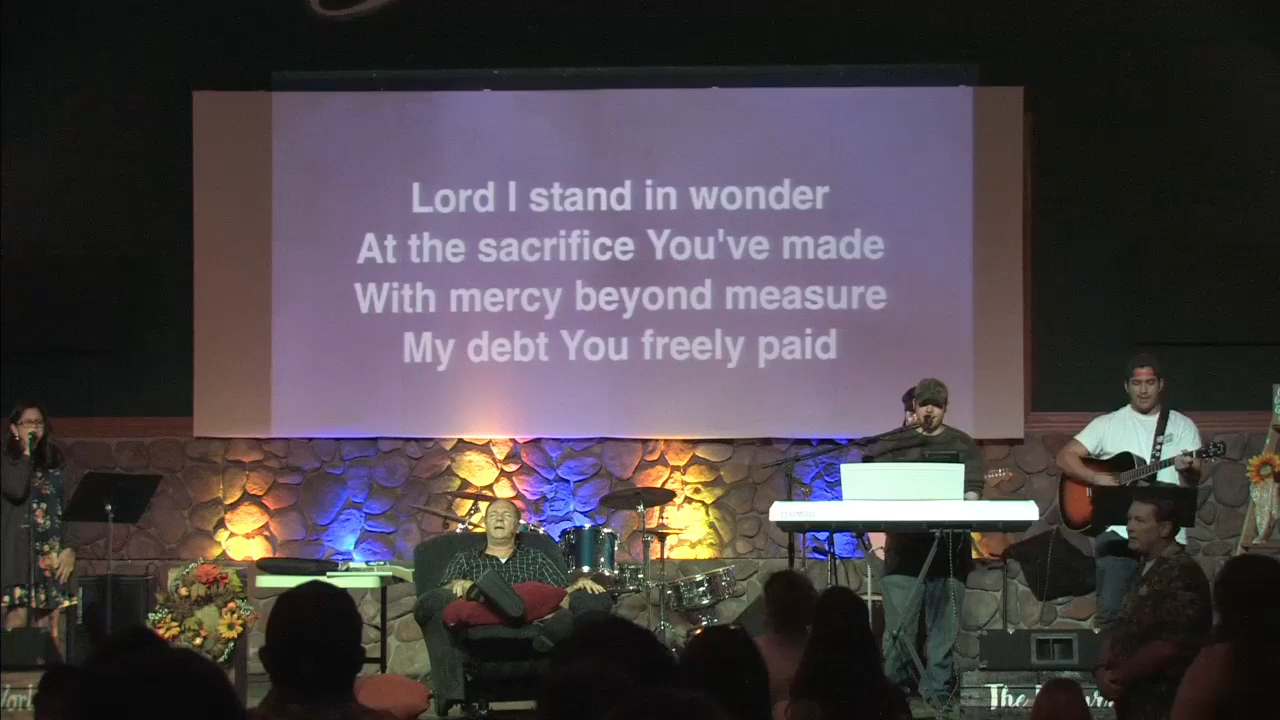 Lord I stand in wonder
At the sacrifice You've made
With mercy beyond measure
My debt You freely paid
The